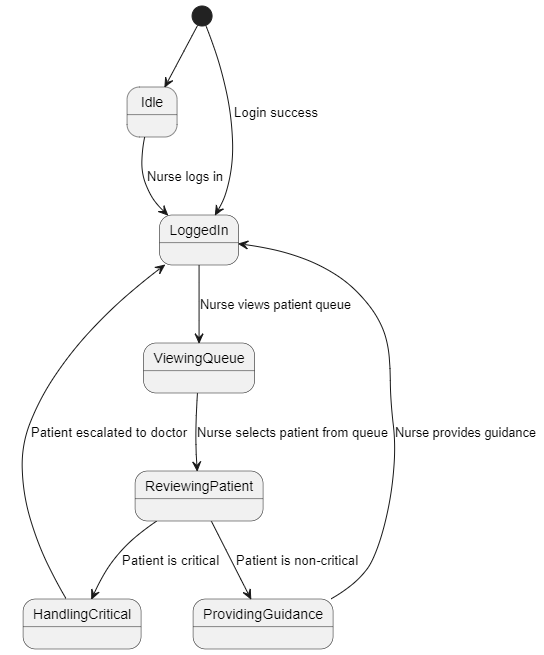 Idle
Login success
Nurse logs in
LoggedIn
Nurse views patient queue
ViewingQueue
Patient escalated to doctor
Nurse selects patient from queue
Nurse provides guidance
ReviewingPatient
Patient is critical
Patient is non-critical
HandlingCritical
ProvidingGuidance